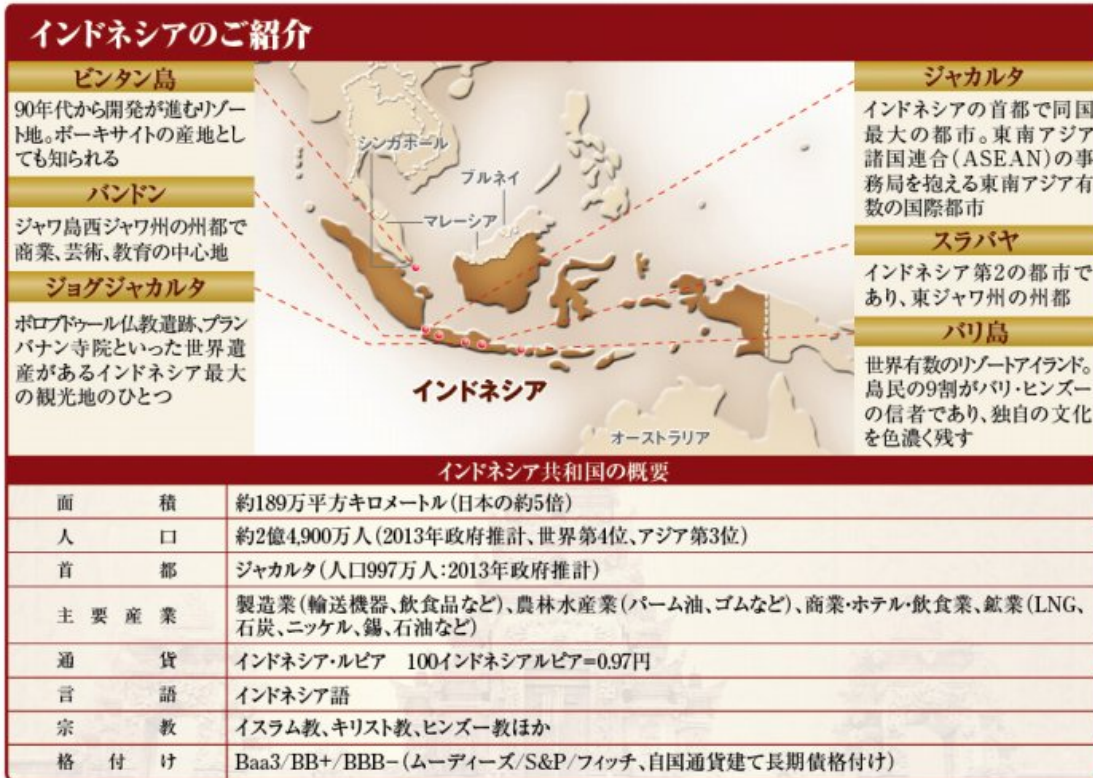 インドネシアのご紹介
ビンタン島
90年代から開発が進むリゾー
ト地。ボーキサイトの産地とし
ても知られる
バンドン
ジャワ島西ジャワ州の州都で
商業、芸術、教育の中心地
ジョグジャカルタ
ボロブドゥール仏教遺跡、プラン
バナン寺院といった世界遺
産があるインドネシア最大
の観光地のひとつ
シンガポール
ブルネイ
マレーシア
インドネシア
オーストラリア
ジャカルタ
インドネシアの首都で同国
最大の都市。東南アジア
諸国連合(ASEAN)の事
務局を抱える東南アジア有
数の国際都市
スラバヤ
インドネシア第2の都市で
あり、東ジャワ州の州都
バリ島
世界有数のリゾートアイランド。
島民の9割がバリ・ヒンズー
の信者であり、独自の文化
を色濃く残す
インドネシア共和国の概要
面積 約189万平方キロメートル(日本の約5倍)
人口 約2億4,900万人(2013年政府推計、世界第4位、アジア第3位)
首都 ジャカルタ(人口997万人:2013年政府推計)
主要産業 製造業(輸送機器、飲食品など)、農林水産業(パーム油、ゴムなど)、商業・ホテル・飲食業、鉱業(LNG、
石炭、ニッケル、錫、石油など)
通貨 インドネシア・ルピア 100インドネシアルピア=0.97円
言語 インドネシア語
宗教 イスラム教、キリスト教、ヒンズー教ほか
格付け Baa3/BB+/BBB-(ムーディーズ/S&P/フィッチ、自国通貨建て長期債格付け)